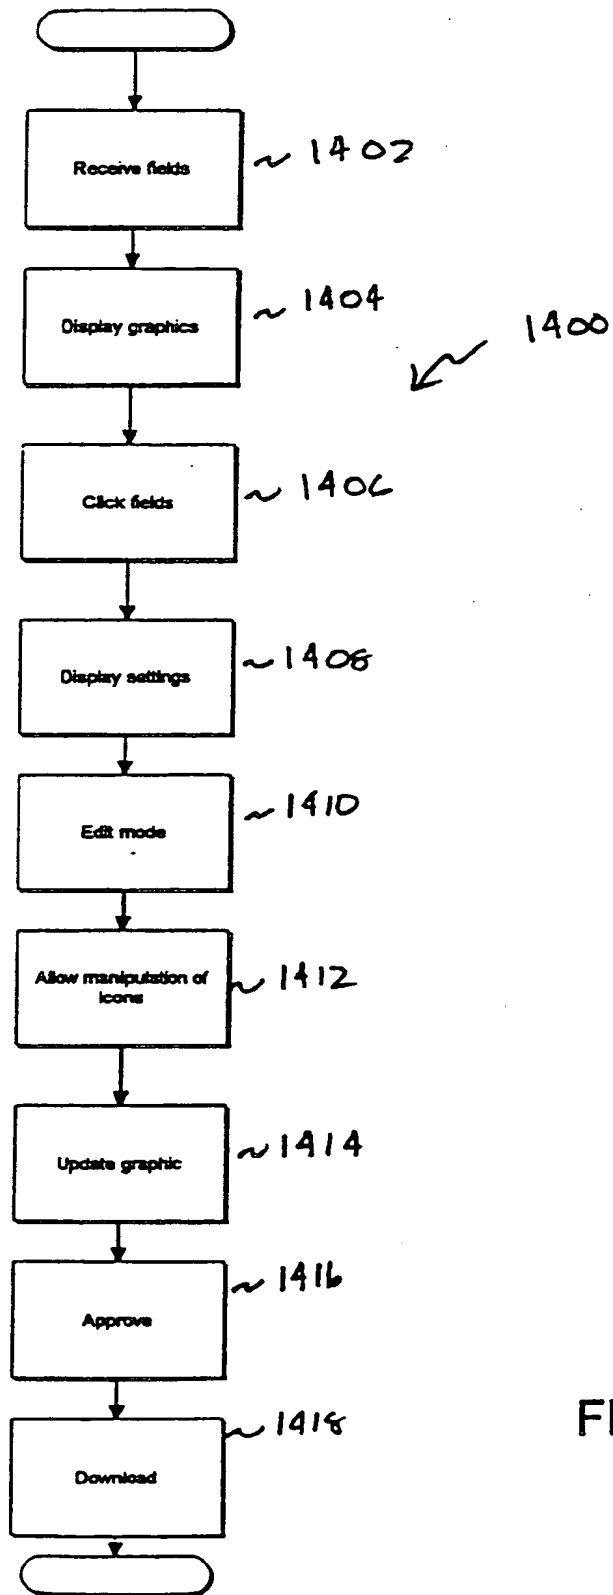 Receive fields
1402
Display graphics
1404
1400
Click fields
1406
Display settings
1408
Edit mode
1410
Allow manipulation of
icons
1412
Update graphic
1414
Approve
1416
Download
1418